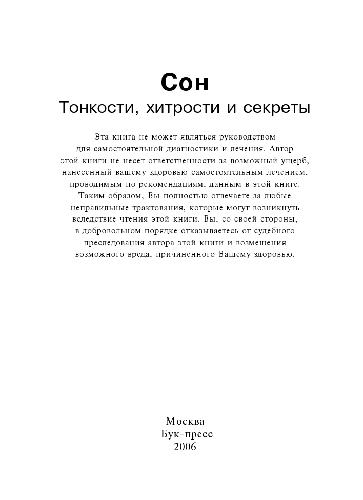 Сон
Тонкости, хитрости и секреты
Эта книга не может являться руководством
для самостоятельной диагностики и лечения. Автор
этой книги не несет ответственности за возможный ущерб,
нанесенный вашему здоровью самостоятельным лечением,
проводимым по рекомендациям, данным в этой книге.
Таким образом, Вы полностью отвечаете за любые
неправильные трактования, которые могут возникнуть
вследствие чтения этой книги. Вы, со своей стороны,
в добровольном порядке отказываетесь от судебного
преследования автора этой книги и возмещения
возможного вреда, причиненного Вашему здоровью.
Москва
Бук-пресс
2006